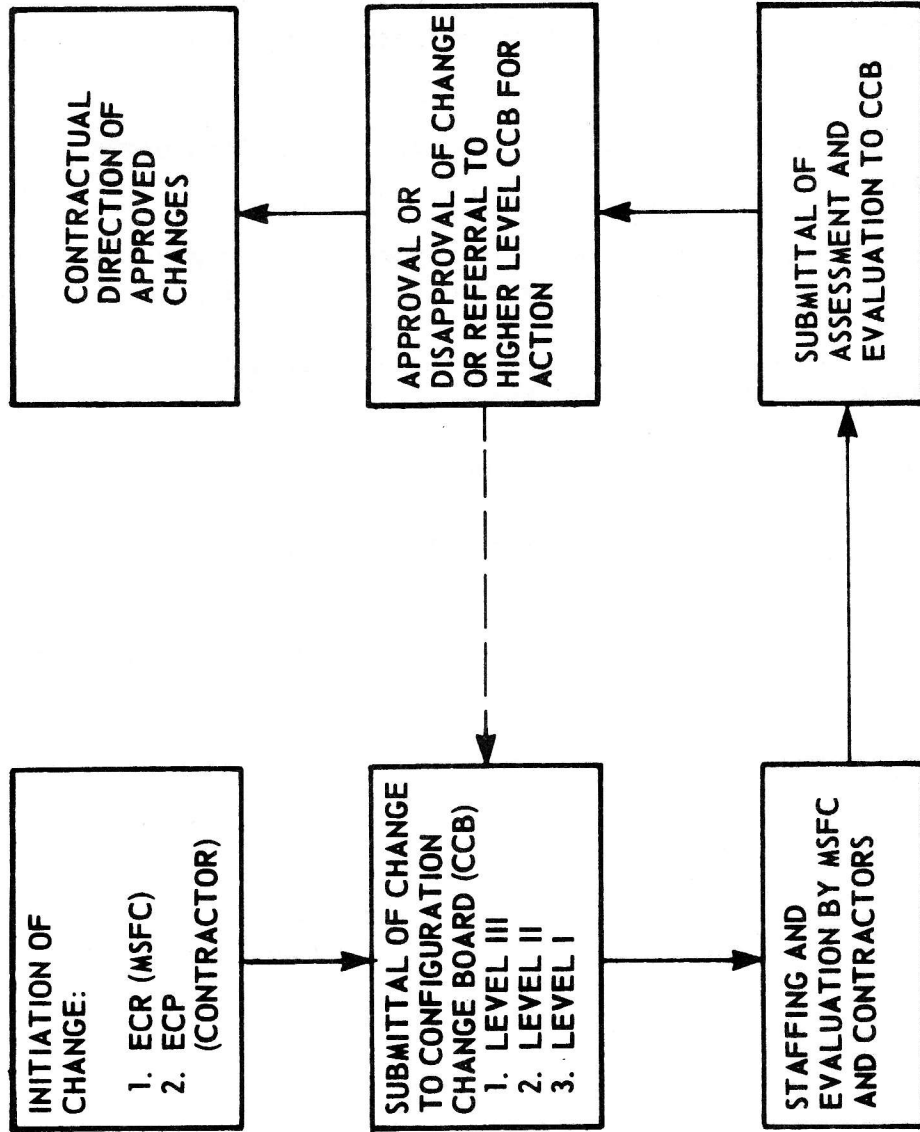 INITIATION OF
CHANGE:
1. ECR (MSFC)
2. ECP
(CONTRACTOR)
SUBMITTAL OF CHANGE
TO CONFIGURATION
CHANGE BOARD (CCB)
1. LEVEL III
2. LEVEL II
3. LEVEL I
STAFFING AND
EVALUATION BY MSFC
AND CONTRACTORS
SUBMITTAL OF
ASSESSMENT AND
EVALUATION TO CCB
APPROVAL OR
DISAPPROVAL OF CHANGE
OR REFERRAL TO
HIGHER LEVEL CCB FOR
ACTION
CONTRACTUAL
DIRECTION OF
APPROVED
CHANGES